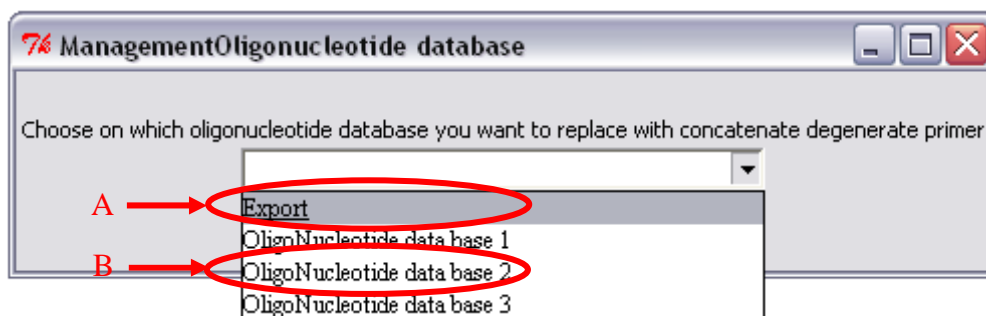 ManagementOligonucleotide database
Choose on which oligonucleotide database you want to replace with concatenate degenerate primer
A
Export
OligoNucleotide data base 1
B
OligoNucleotide data base 2
OligoNucleotide data base 3